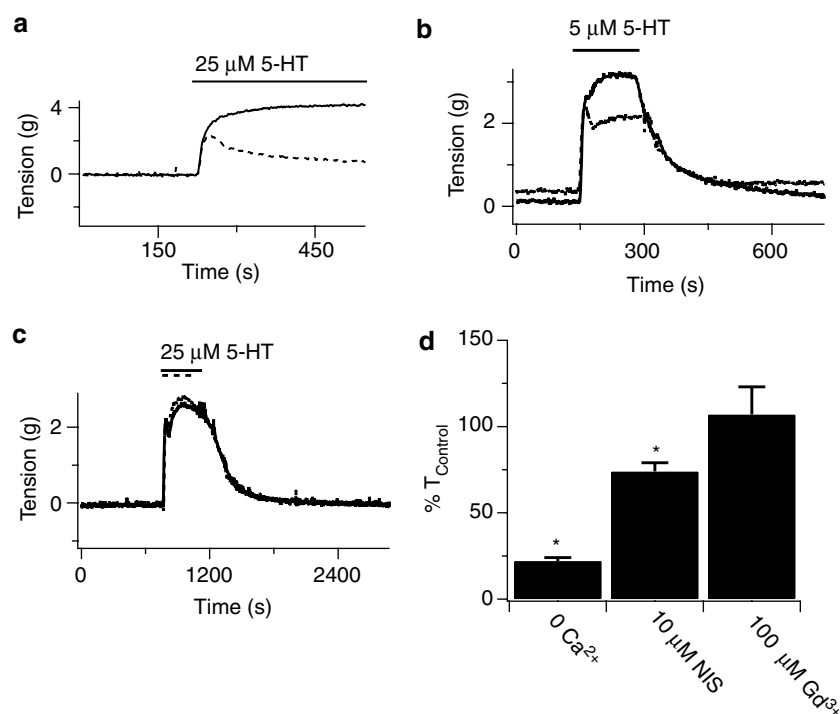 a
25 μM 5-HT
4
0
Tension (g)
150
450
Time (s)
b
5 μM 5-HT
2
0
Tension (g)
0
300
600
Time (s)
c
25 μM 5-HT
2
0
Tension (g)
0
1200
2400
Time (s)
d
150
100
50
0
% TControl
*
*
0 Ca2+
10 μM NIS
100 μM Gd3+